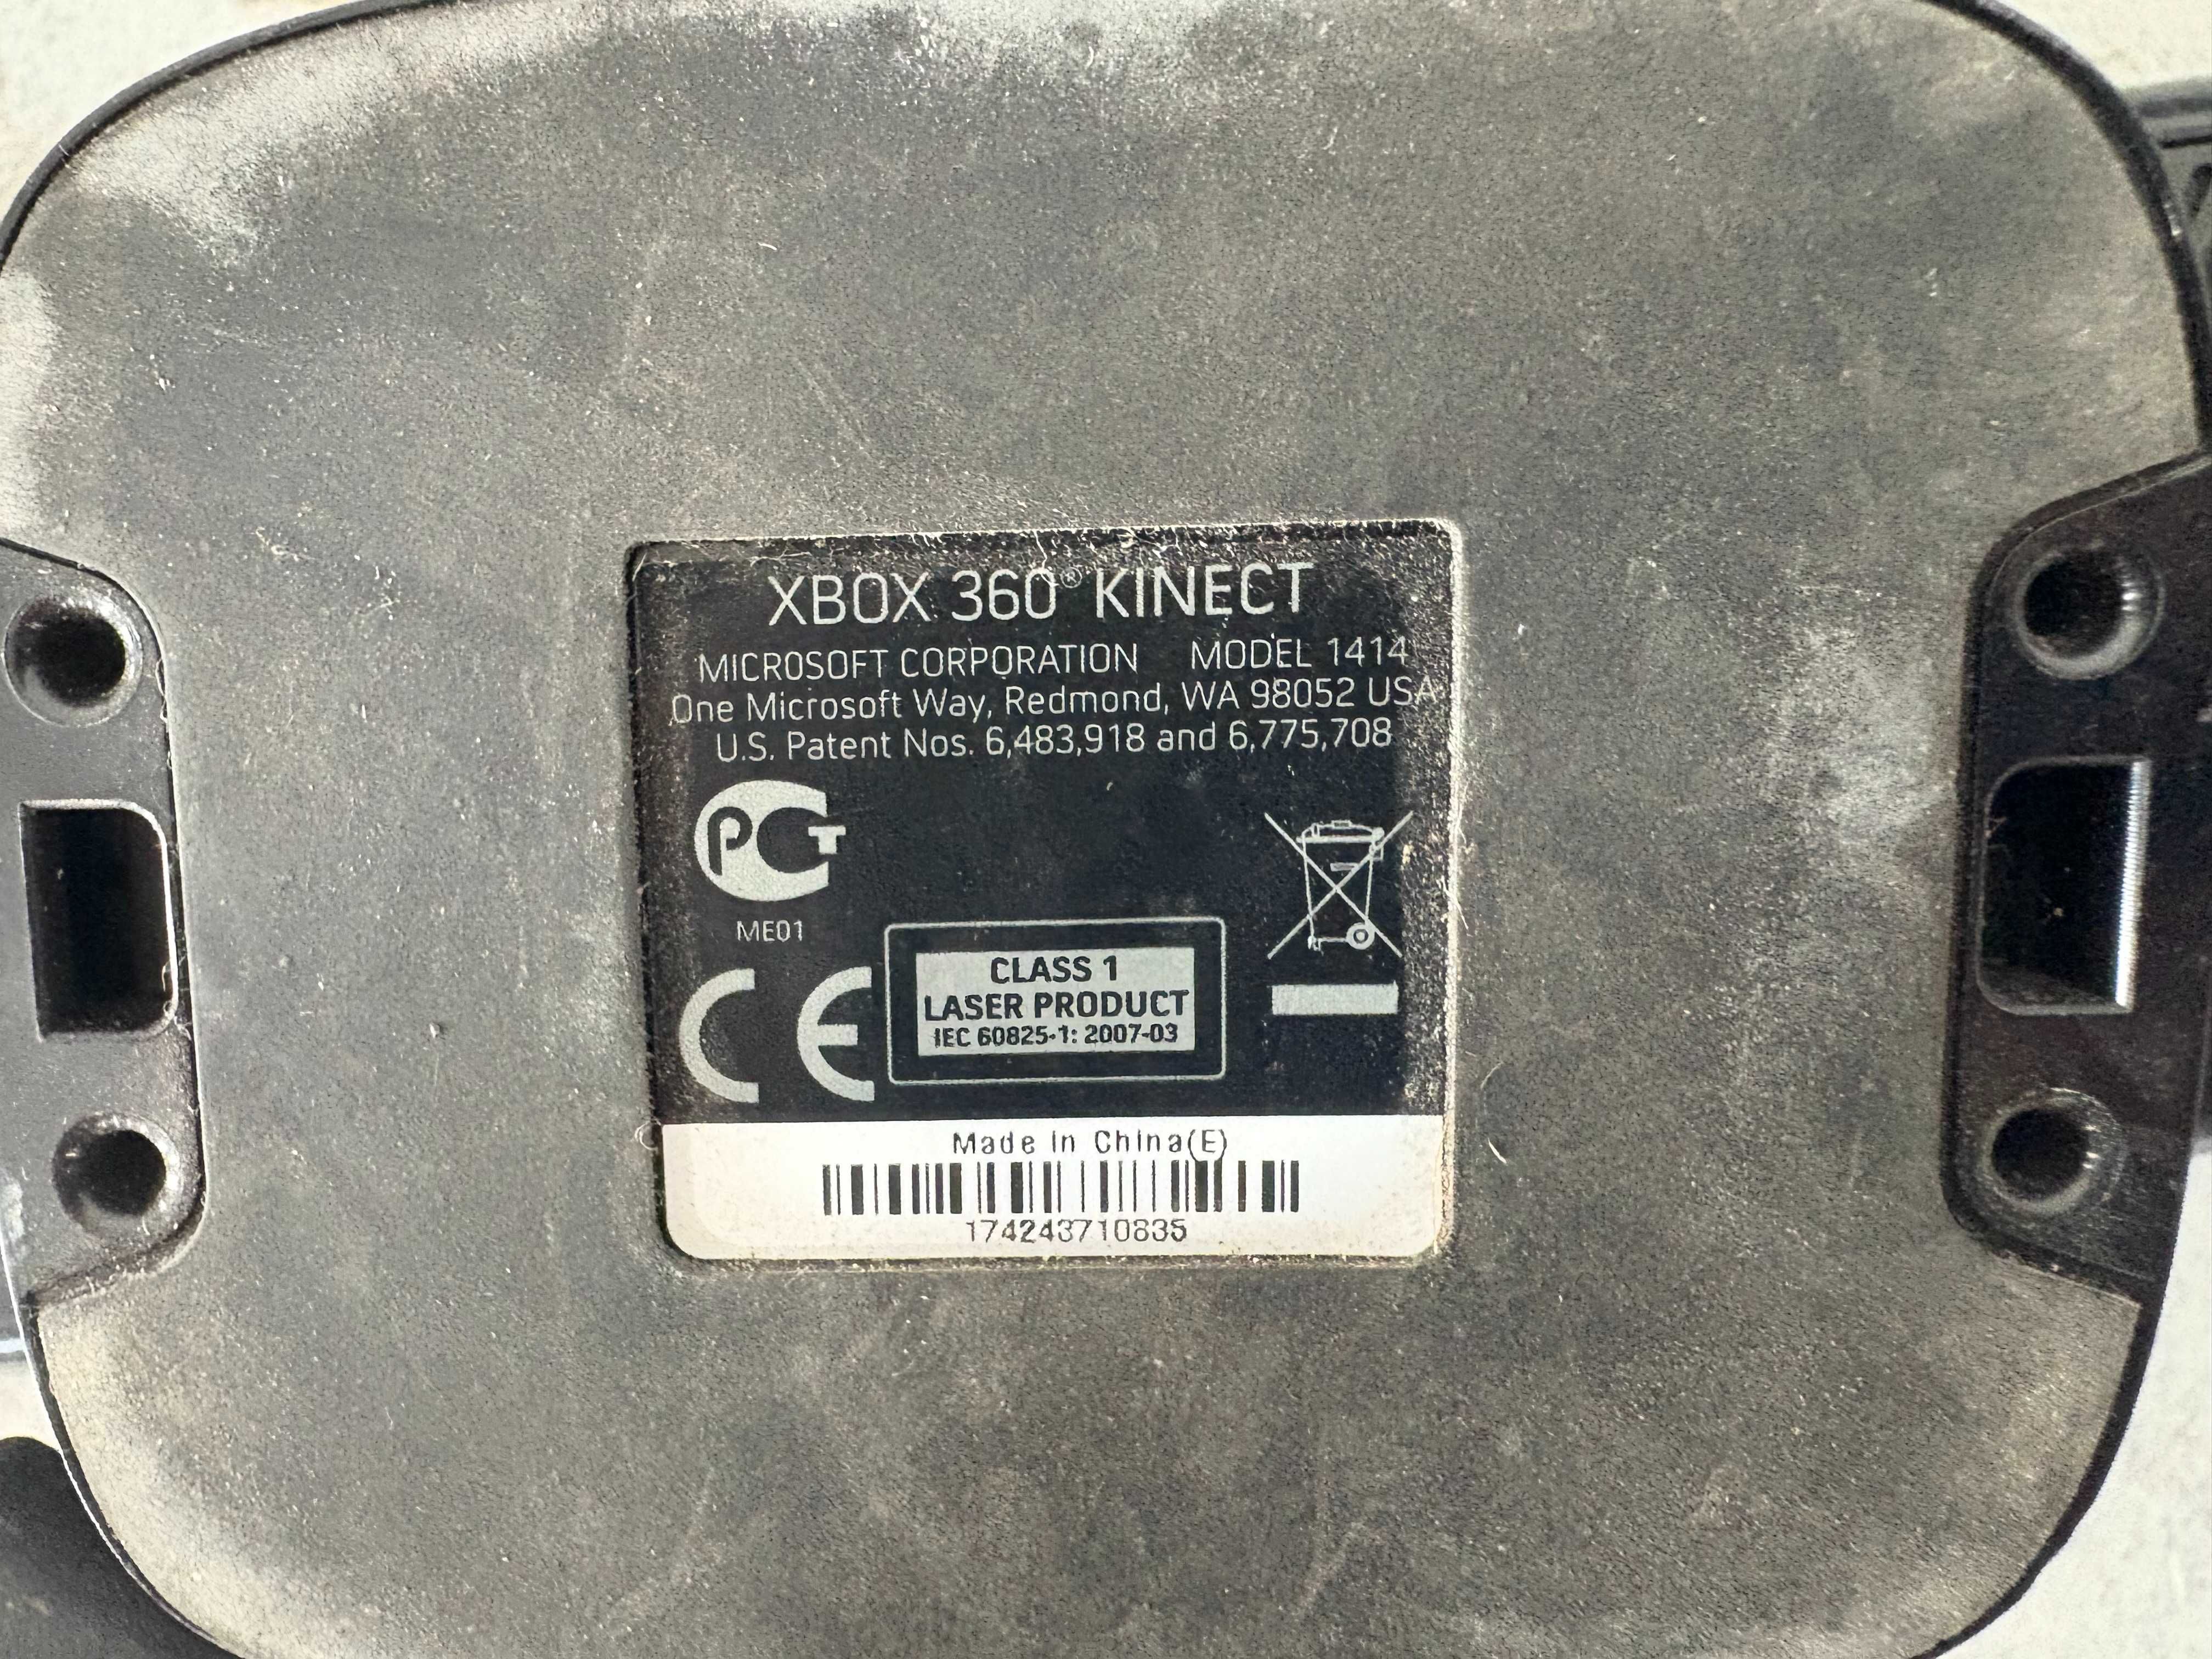 XBOX 360® KINECT
MICROSOFT CORPORATION MODEL 1414
One Microsoft Way, Redmond, WA 98052 USA
U.S. Patent Nos. 6,483,918 and 6,775,708
PCT
ME01
CE
CLASS 1
LASER PRODUCT
IEC 60825-1: 2007-03
Made in China(E)
174243710835